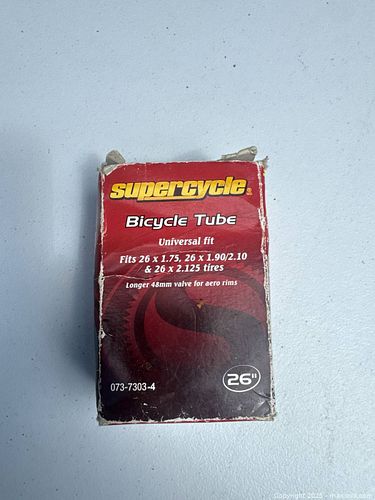 supercycle
Bicycle Tube
Universal fit
Fits 26 x 1.75, 26 x 1.90/2.10
& 26 x 2.125 tires
Longer 48mm valve for aero rims
073-7303-4
26"